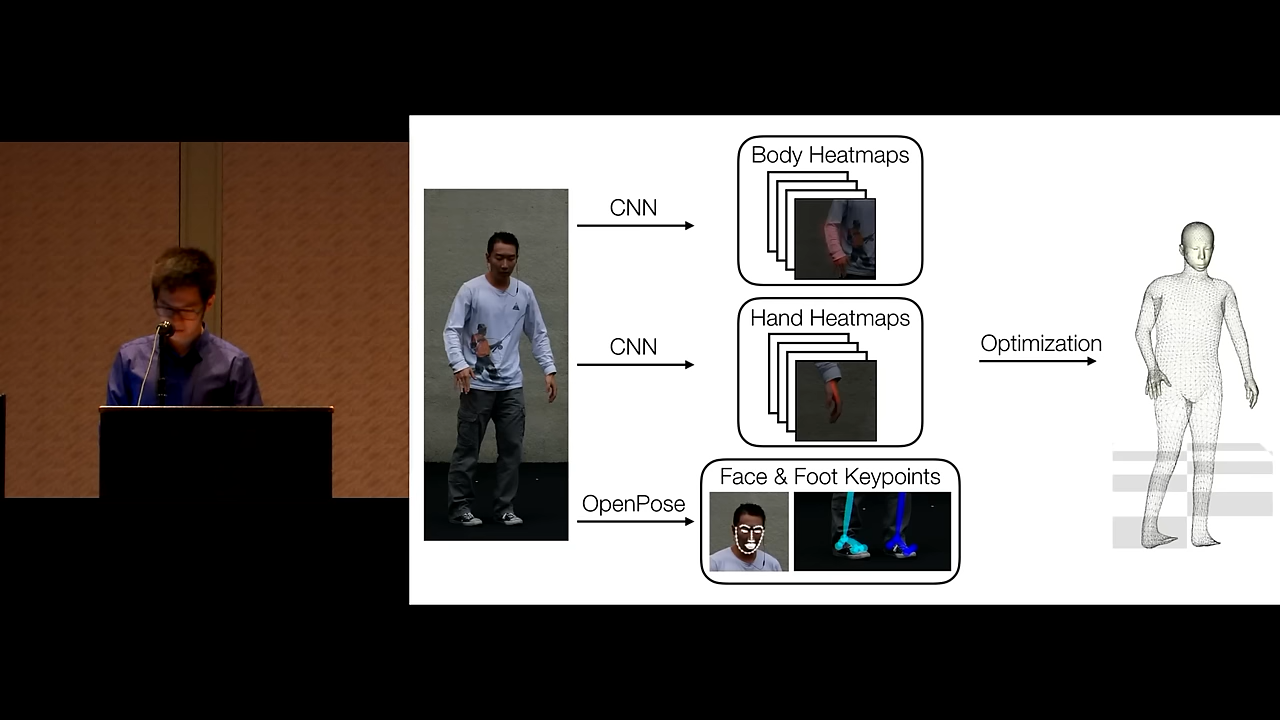 Body Heatmaps
CNN
Hand Heatmaps
CNN
Optimization
Face & Foot Keypoints
OpenPose